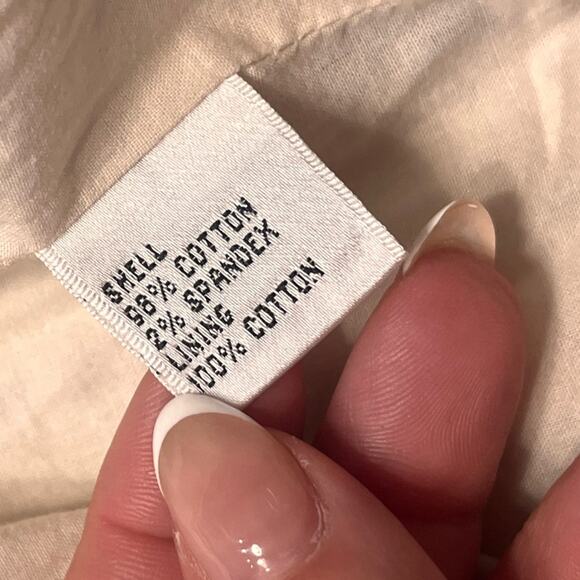 SHELL
98% COTTON
2% SPANDEX
LINING
100% COTTON